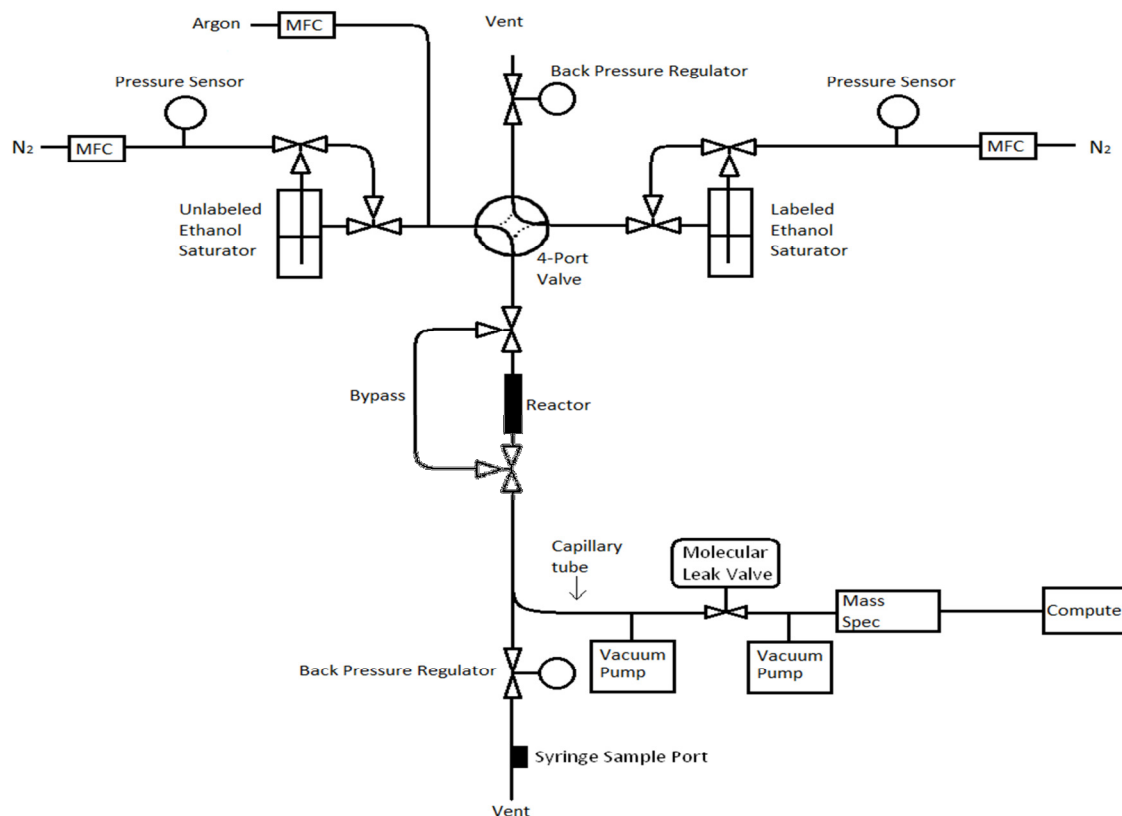 Argon
MFC
Vent
Back Pressure Regulator
Pressure Sensor
Pressure Sensor
N₂
MFC
MFC
N₂
Unlabeled
Ethanol
Saturator
Labeled
Ethanol
Saturator
4-Port
Valve
Bypass
Reactor
Capillary
tube
Molecular
Leak Valve
Mass
Spec
Compute
Vacuum
Pump
Vacuum
Pump
Back Pressure Regulator
Syringe Sample Port
Vent